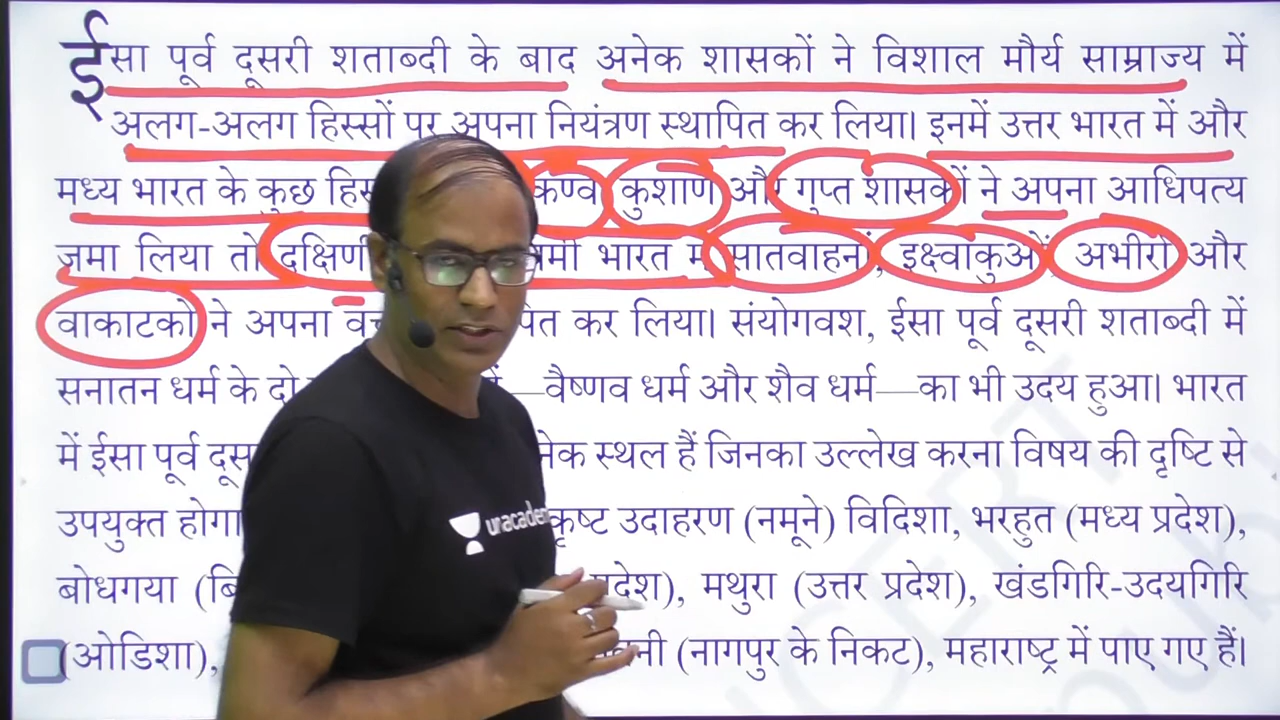 ईसा पूर्व दूसरी शताब्दी के बाद अनेक शासकों ने विशाल मौर्य साम्राज्य में
अलग-अलग हिस्सों पर अपना नियंत्रण स्थापित कर लिया। इनमें उत्तर भारत में और
मध्य भारत के कुछ कण्व कुशाण और गुप्त शासकों ने अपना आधिपत्य
जमा लिया तो भारत में सातवाहनों, इक्ष्वाकुओं अभीरों और
वाकाटकों ने अपना कर लिया। संयोगवश, ईसा पूर्व दूसरी शताब्दी में
सनातन धर्म के दो —वैष्णव धर्म और शैव धर्म—का भी उदय हुआ। भारत
में ईसा पूर्व स्थल हैं जिनका उल्लेख करना विषय की दृष्टि से
उपयुक्त होगा उदाहरण (नमूने) विदिशा, भरहुत (मध्य प्रदेश),
बोधगया मथुरा (उत्तर प्रदेश), खंडगिरि-उदयगिरि
(ओडिशा), (नागपुर के निकट), महाराष्ट्र में पाए गए हैं।
unacademy
NCERT